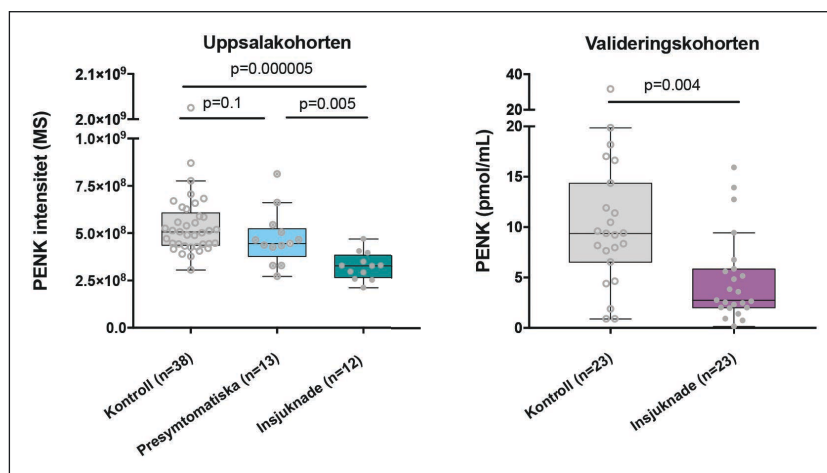 Uppsalakohorten
p=0.000005
p=0.1
p=0.005
PENK intensitet (MS)
2.1×10⁹
2.0×10⁹
1.0×10⁹
7.5×10⁸
5.0×10⁸
2.5×10⁸
0.0
Kontroll (n=38)
Presymtomatiska (n=13)
Insjuknade (n=12)
Valideringskohorten
p=0.004
PENK (pmol/mL)
40
20
20
15
10
5
0
Kontroll (n=23)
Insjuknade (n=23)